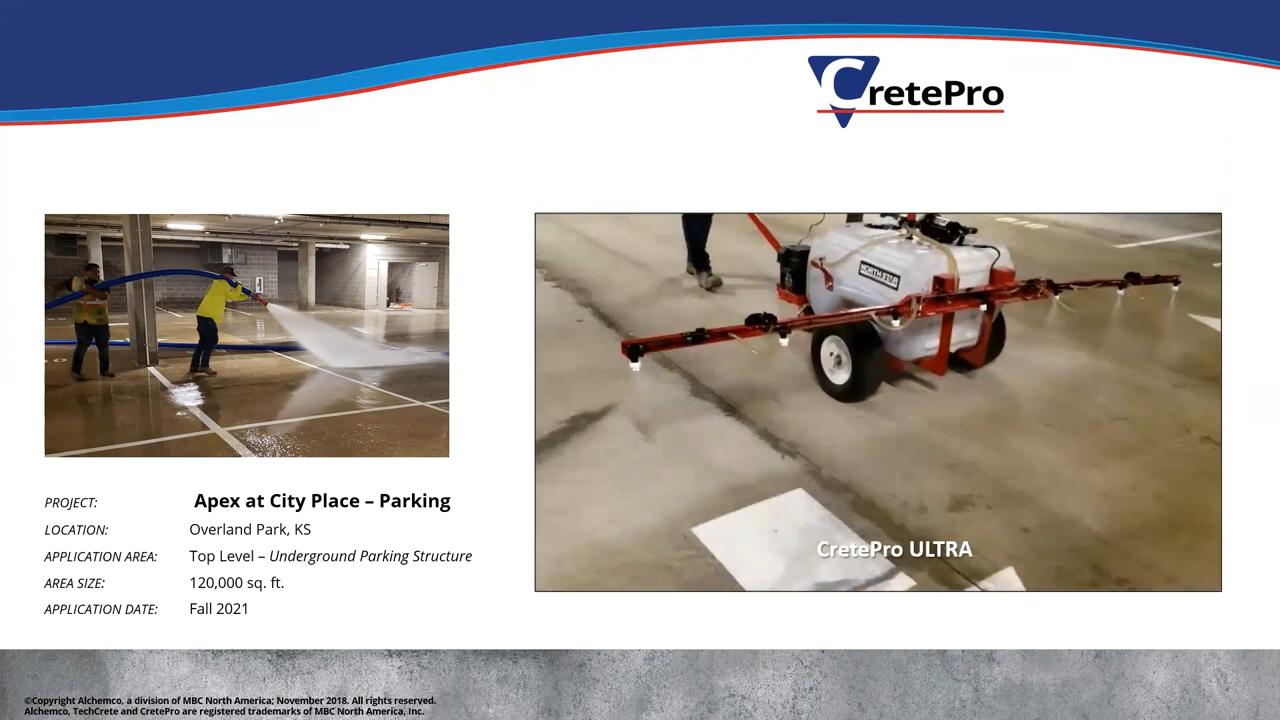 CretePro
NORTHSTAR
CretePro ULTRA
PROJECT: Apex at City Place – Parking
LOCATION: Overland Park, KS
APPLICATION AREA: Top Level – Underground Parking Structure
AREA SIZE: 120,000 sq. ft.
APPLICATION DATE: Fall 2021
©Copyright Alchemco, a division of MBC North America; November 2018. All rights reserved.
Alchemco, TechCrete and CretePro are registered trademarks of MBC North America, Inc.